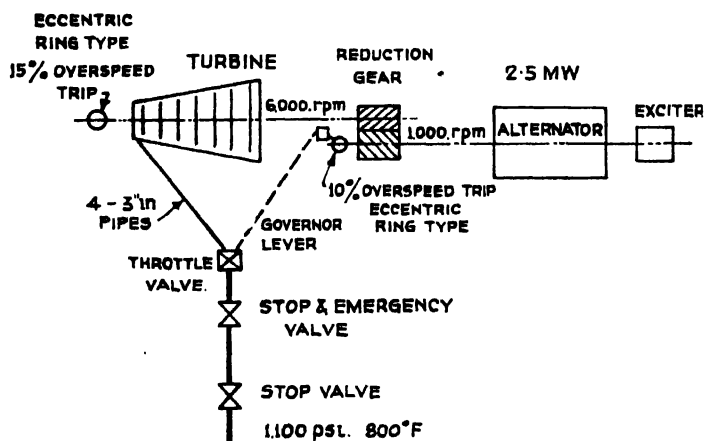 ECCENTRIC
RING TYPE
15% OVERSPEED
TRIP
TURBINE
REDUCTION
GEAR
2·5 MW
6,000. rpm
1,000. rpm
ALTERNATOR
EXCITER
10% OVERSPEED TRIP
ECCENTRIC
RING TYPE
4 - 3"in
PIPES
GOVERNOR
LEVER
THROTTLE
VALVE.
STOP & EMERGENCY
VALVE
STOP VALVE
1,100 psi. 800°F